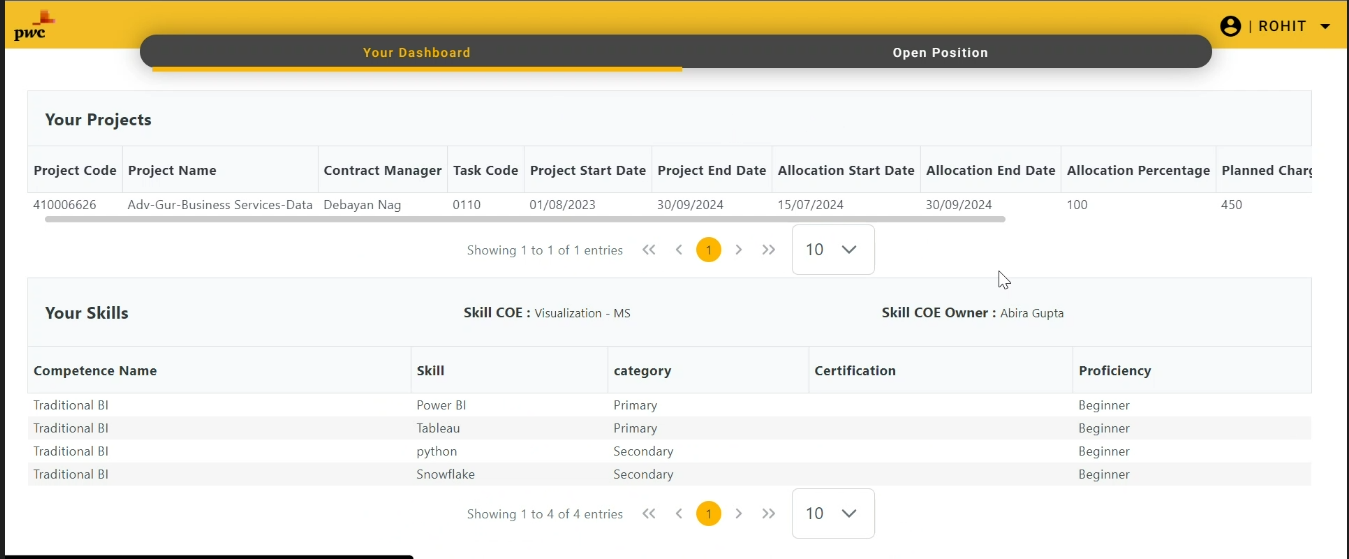 pwc
| ROHIT
Your Dashboard Open Position
Your Projects
Project Code Project Name Contract Manager Task Code Project Start Date Project End Date Allocation Start Date Allocation End Date Allocation Percentage Planned Charg
410006626 Adv-Gur-Business Services-Data Debayan Nag 0110 01/08/2023 30/09/2024 15/07/2024 30/09/2024 100 450
Showing 1 to 1 of 1 entries << < 1 > >> 10
Your Skills Skill COE : Visualization - MS Skill COE Owner : Abira Gupta
Competence Name Skill category Certification Proficiency
Traditional BI Power BI Primary Beginner
Traditional BI Tableau Primary Beginner
Traditional BI python Secondary Beginner
Traditional BI Snowflake Secondary Beginner
Showing 1 to 4 of 4 entries << < 1 > >> 10